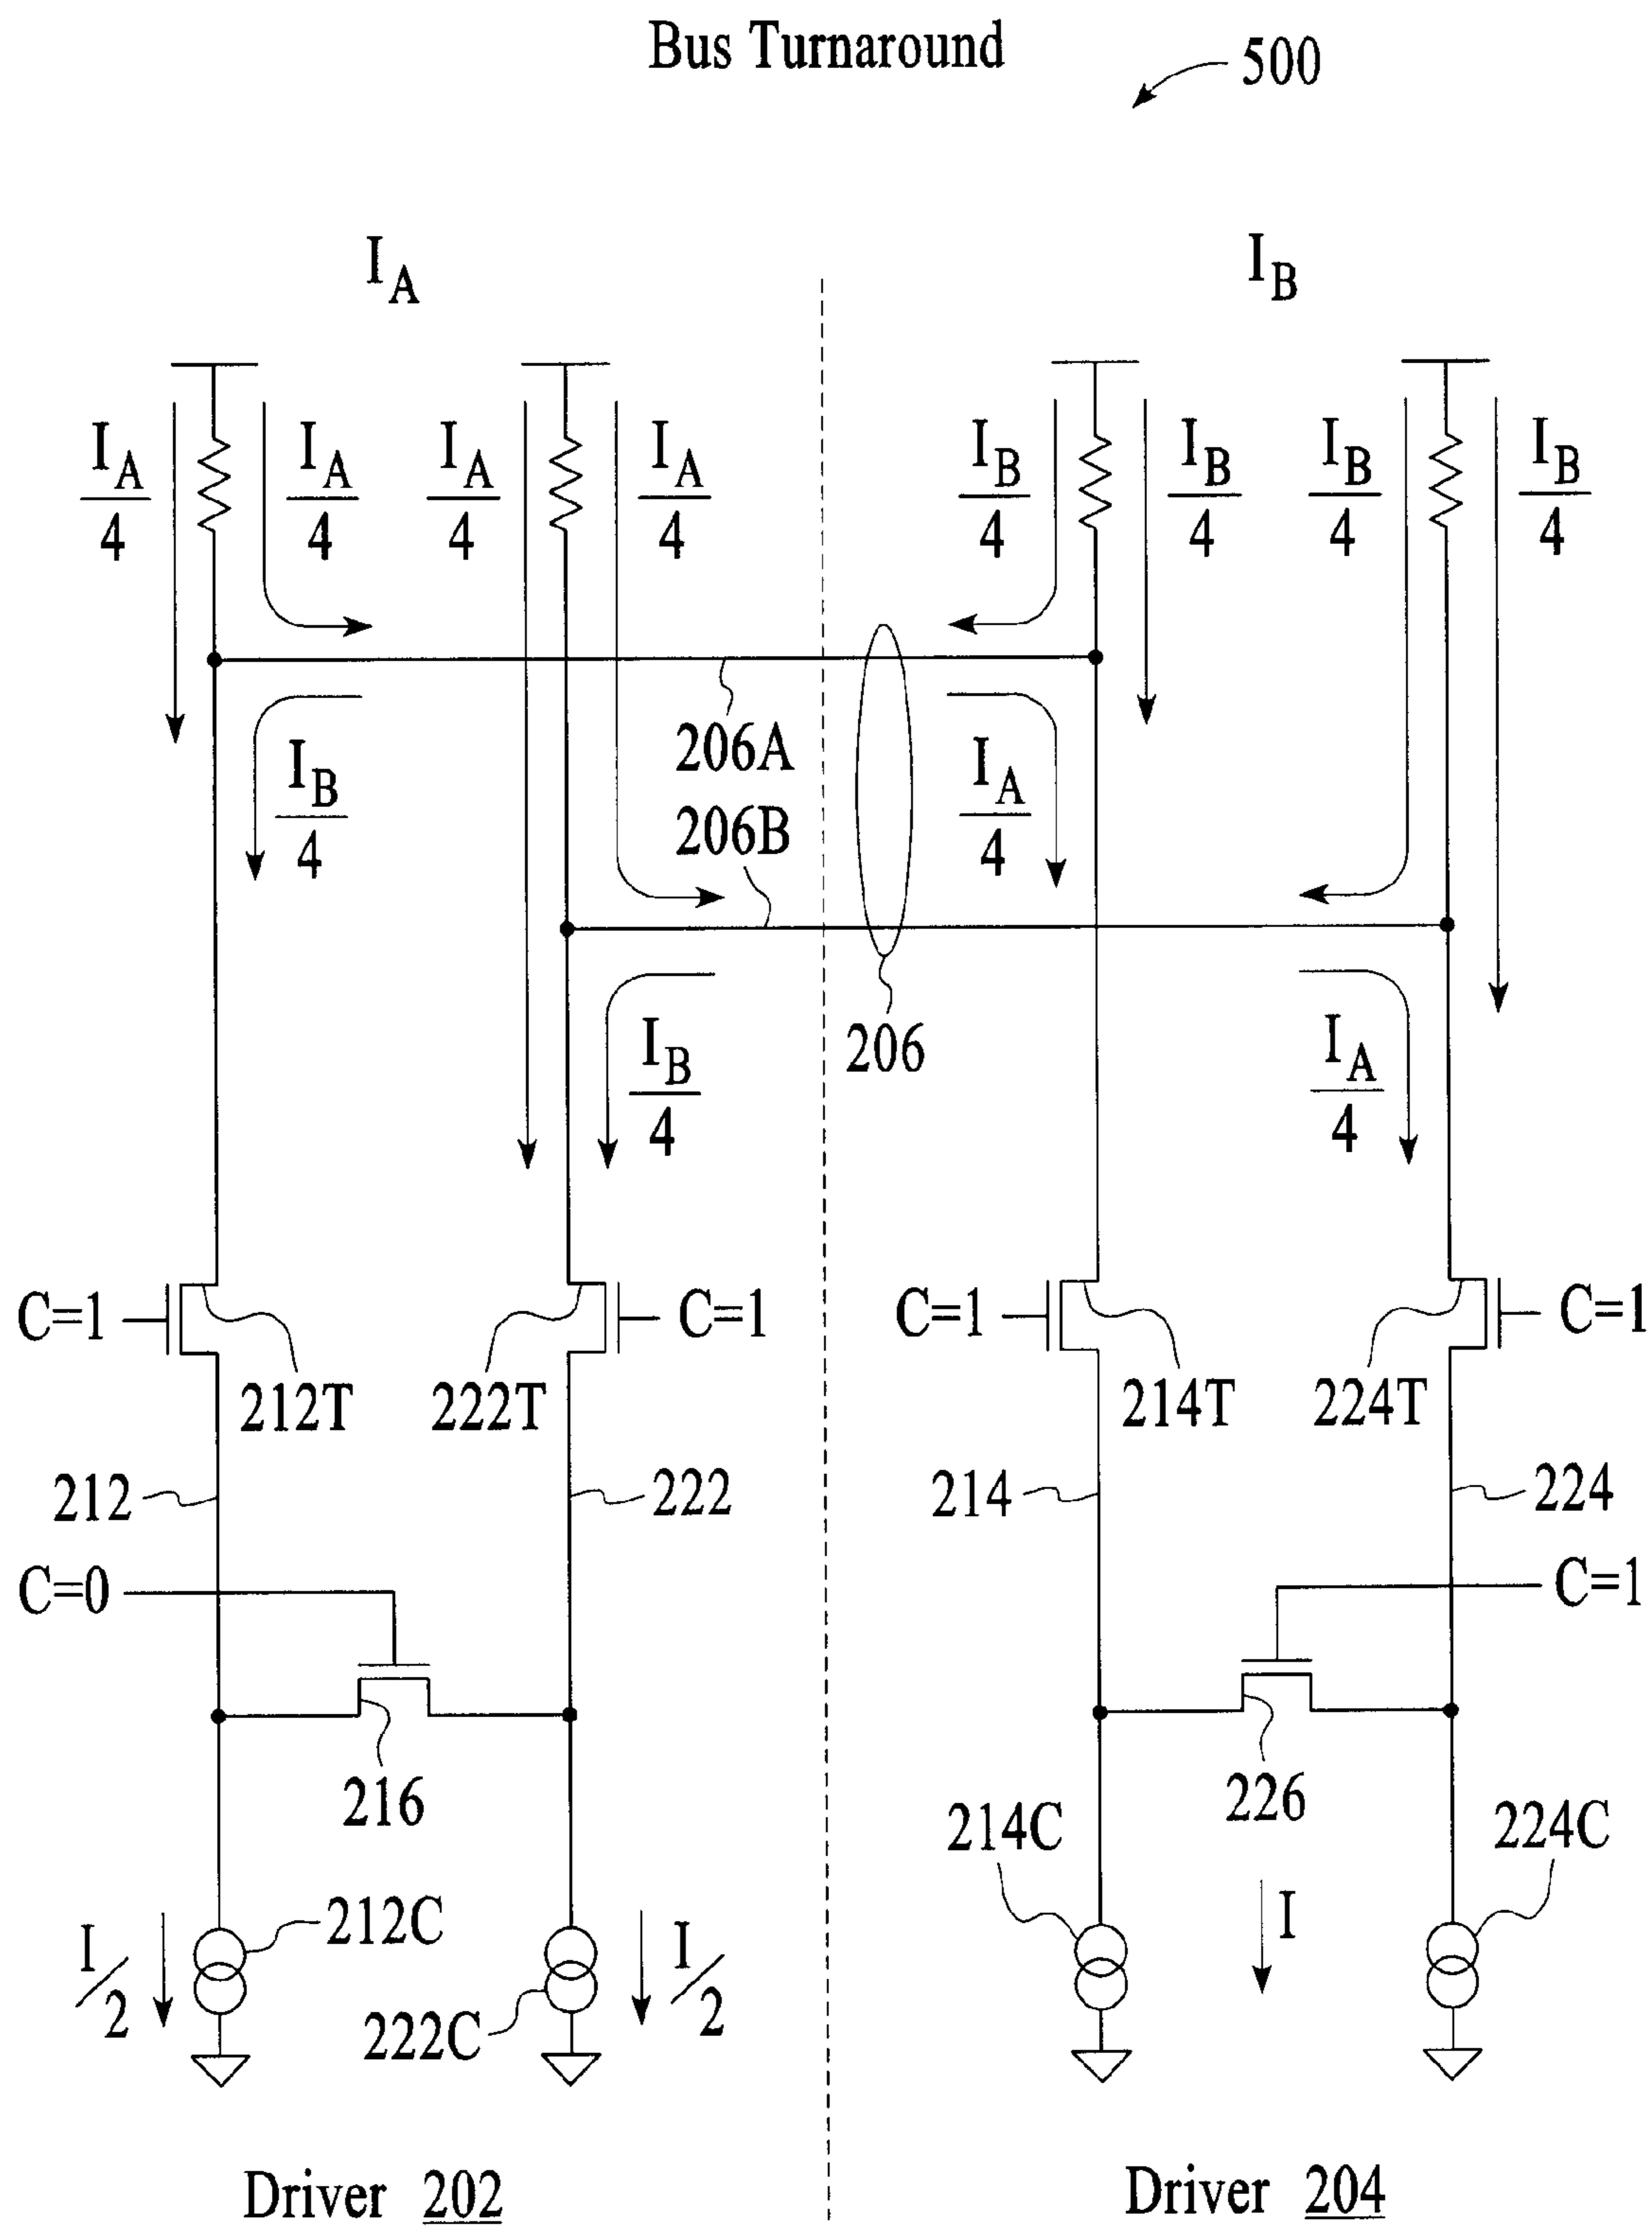 Bus Turnaround
500
I_A I_B
I_A/4 I_A/4 I_A/4 I_A/4 I_B/4 I_B/4 I_B/4 I_B/4
206A
I_B/4 I_A/4
206B
206
I_B/4 I_A/4
C=1 C=1 C=1 C=1
212T 222T 214T 224T
212 222 214 224
C=0 C=1
216 226
214C 224C
212C I
I/2 I/2
222C
Driver 202 Driver 204